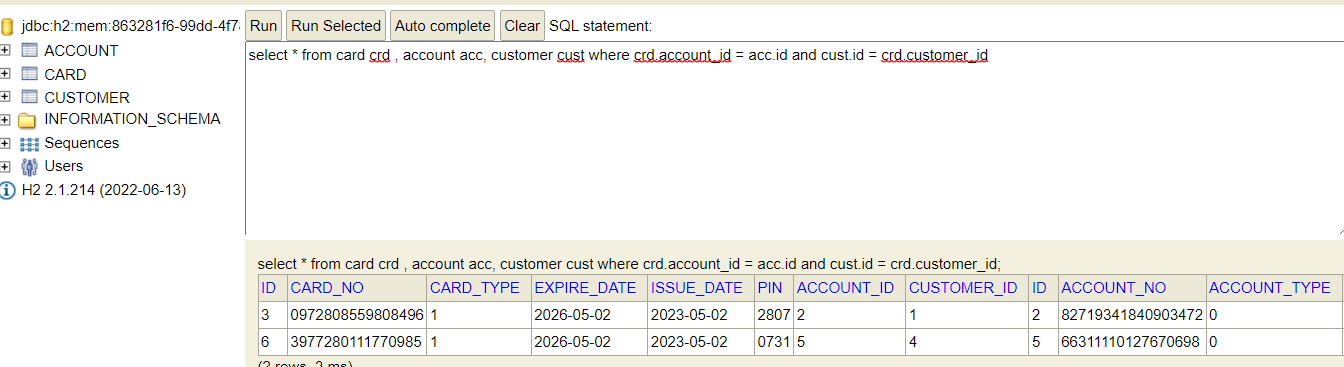 jdbc:h2:mem:863281f6-99dd-4f7
Run Run Selected Auto complete Clear SQL statement:
ACCOUNT
CARD
CUSTOMER
INFORMATION_SCHEMA
Sequences
Users
H2 2.1.214 (2022-06-13)
select * from card crd , account acc, customer cust where crd.account_id = acc.id and cust.id = crd.customer_id
select * from card crd , account acc, customer cust where crd.account_id = acc.id and cust.id = crd.customer_id;
ID CARD_NO CARD_TYPE EXPIRE_DATE ISSUE_DATE PIN ACCOUNT_ID CUSTOMER_ID ID ACCOUNT_NO ACCOUNT_TYPE
3 0972808559808496 1 2026-05-02 2023-05-02 2807 2 1 2 82719341840903472 0
6 3977280111770985 1 2026-05-02 2023-05-02 0731 5 4 5 66311110127670698 0
(2 rows, 3 ms)